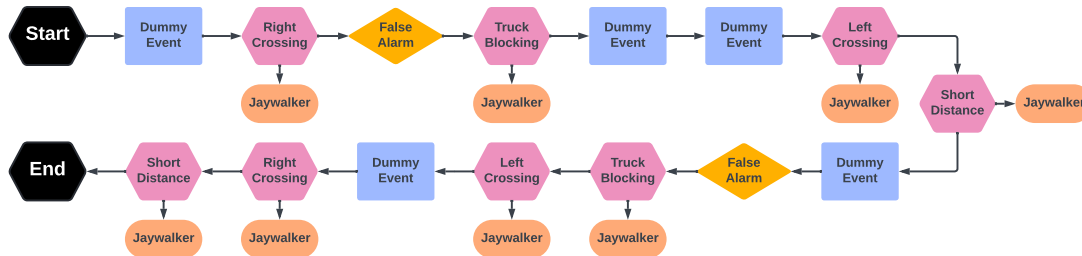 Start
Dummy
Event
Right
Crossing
False
Alarm
Truck
Blocking
Dummy
Event
Dummy
Event
Left
Crossing
Jaywalker
Jaywalker
Jaywalker
Short
Distance
Jaywalker
End
Short
Distance
Right
Crossing
Dummy
Event
Left
Crossing
Truck
Blocking
False
Alarm
Dummy
Event
Jaywalker
Jaywalker
Jaywalker
Jaywalker